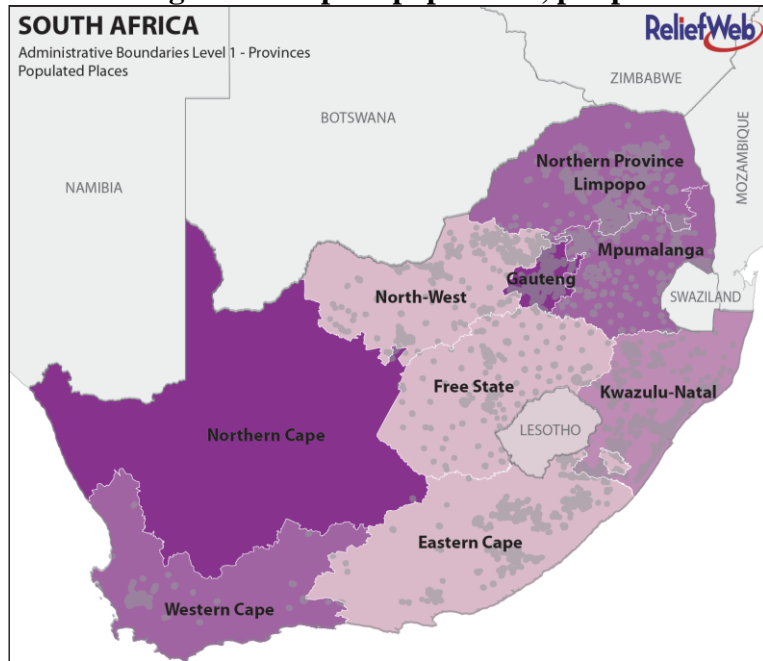 SOUTH AFRICA
Administrative Boundaries Level 1 - Provinces
Populated Places
ReliefWeb
ZIMBABWE
BOTSWANA
MOZAMBIQUE
NAMIBIA
Northern Province
Limpopo
Mpumalanga
Gauteng
North-West
SWAZILAND
Free State
Kwazulu-Natal
LESOTHO
Northern Cape
Eastern Cape
Western Cape